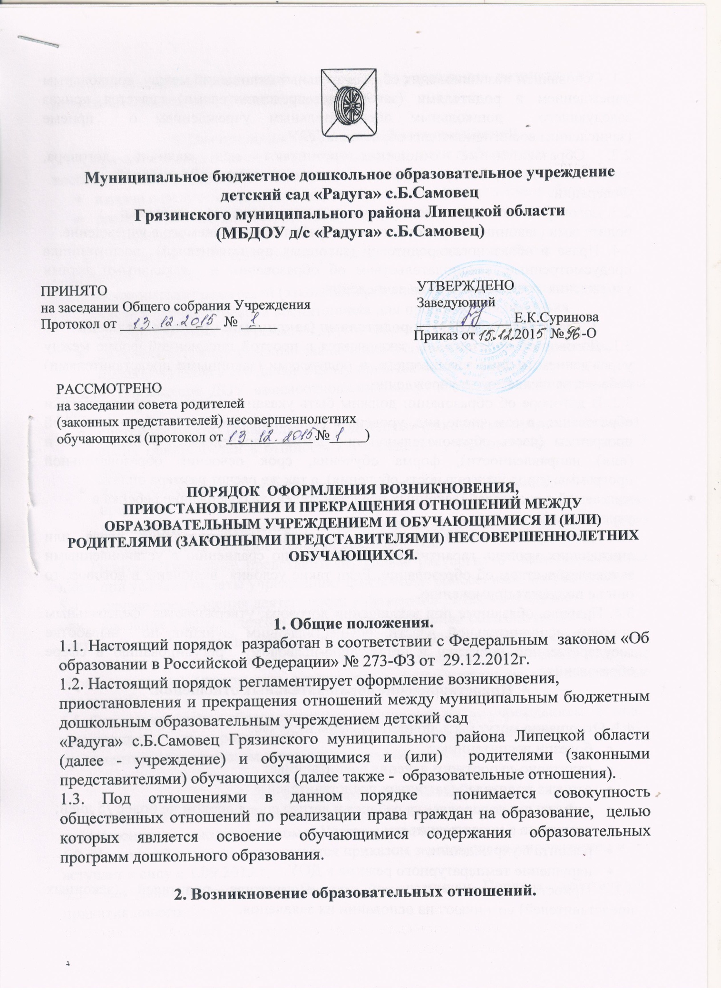 Муниципальное бюджетное дошкольное образовательное учреждение
детский сад «Радуга» с.Б.Самовец
Грязинского муниципального района Липецкой области
(МБДОУ д/с «Радуга» с.Б.Самовец)
ПРИНЯТО
на заседании Общего собрания Учреждения
Протокол от 13.12.2015 № 1
УТВЕРЖДЕНО
Заведующий
Е.К.Суринова
Приказ от 15.12.2015 №96-О
РАССМОТРЕНО
на заседании совета родителей
(законных представителей) несовершеннолетних
обучающихся (протокол от 13.12.2015 № 1)
ПОРЯДОК ОФОРМЛЕНИЯ ВОЗНИКНОВЕНИЯ,
ПРИОСТАНОВЛЕНИЯ И ПРЕКРАЩЕНИЯ ОТНОШЕНИЙ МЕЖДУ
ОБРАЗОВАТЕЛЬНЫМ УЧРЕЖДЕНИЕМ И ОБУЧАЮЩИМИСЯ И (ИЛИ)
РОДИТЕЛЯМИ (ЗАКОННЫМИ ПРЕДСТАВИТЕЛЯМИ) НЕСОВЕРШЕННОЛЕТНИХ
ОБУЧАЮЩИХСЯ.
1. Общие положения.
1.1. Настоящий порядок разработан в соответствии с Федеральным законом «Об
образовании в Российской Федерации» № 273-ФЗ от 29.12.2012г.
1.2. Настоящий порядок регламентирует оформление возникновения,
приостановления и прекращения отношений между муниципальным бюджетным
дошкольным образовательным учреждением детский сад
«Радуга» с.Б.Самовец Грязинского муниципального района Липецкой области
(далее - учреждение) и обучающимися и (или) родителями (законными
представителями) обучающихся (далее также - образовательные отношения).
1.3. Под отношениями в данном порядке понимается совокупность
общественных отношений по реализации права граждан на образование, целью
которых является освоение обучающимися содержания образовательных
программ дошкольного образования.
2. Возникновение образовательных отношений.